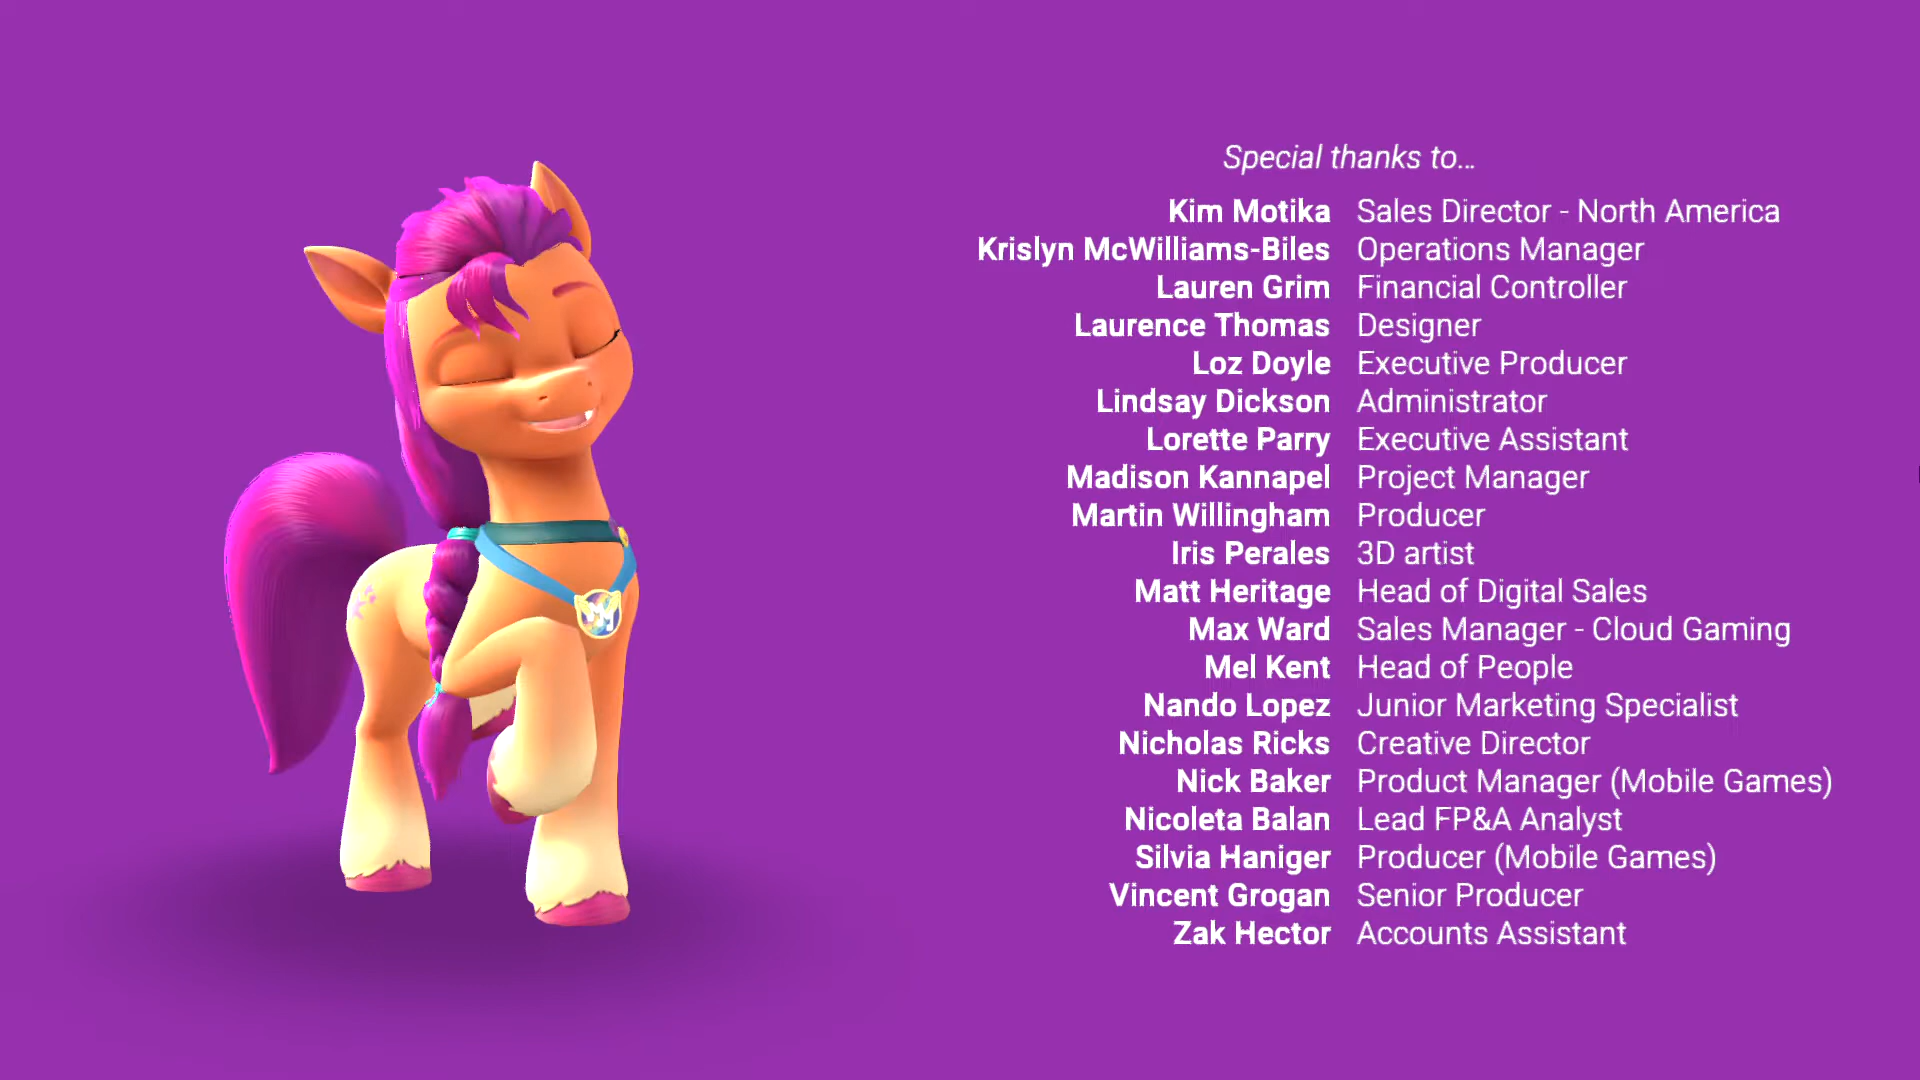 Special thanks to...
Kim Motika Sales Director - North America
Krislyn McWilliams-Biles Operations Manager
Lauren Grim Financial Controller
Laurence Thomas Designer
Loz Doyle Executive Producer
Lindsay Dickson Administrator
Lorette Parry Executive Assistant
Madison Kannapel Project Manager
Martin Willingham Producer
Iris Perales 3D artist
Matt Heritage Head of Digital Sales
Max Ward Sales Manager - Cloud Gaming
Mel Kent Head of People
Nando Lopez Junior Marketing Specialist
Nicholas Ricks Creative Director
Nick Baker Product Manager (Mobile Games)
Nicoleta Balan Lead FP&A Analyst
Silvia Haniger Producer (Mobile Games)
Vincent Grogan Senior Producer
Zak Hector Accounts Assistant